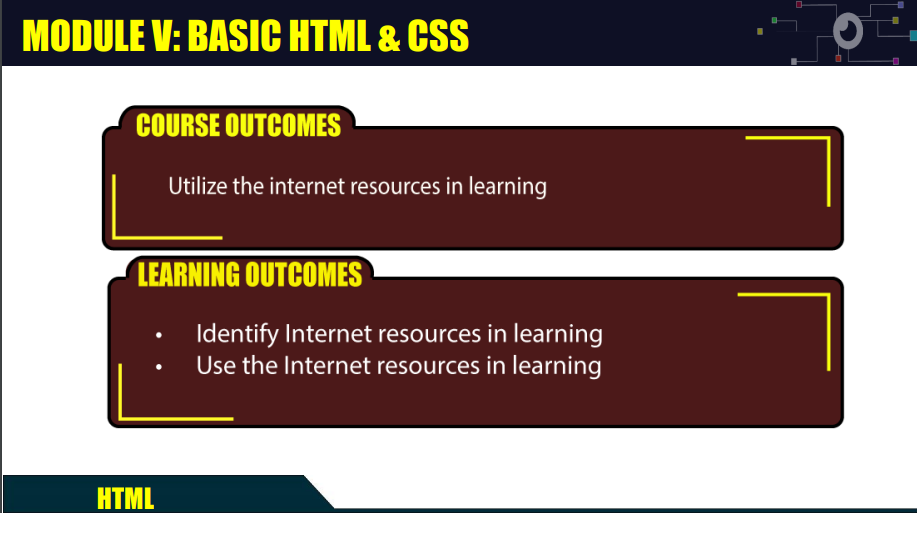 MODULE V: BASIC HTML & CSS
COURSE OUTCOMES
Utilize the internet resources in learning
LEARNING OUTCOMES
• Identify Internet resources in learning
• Use the Internet resources in learning
HTML